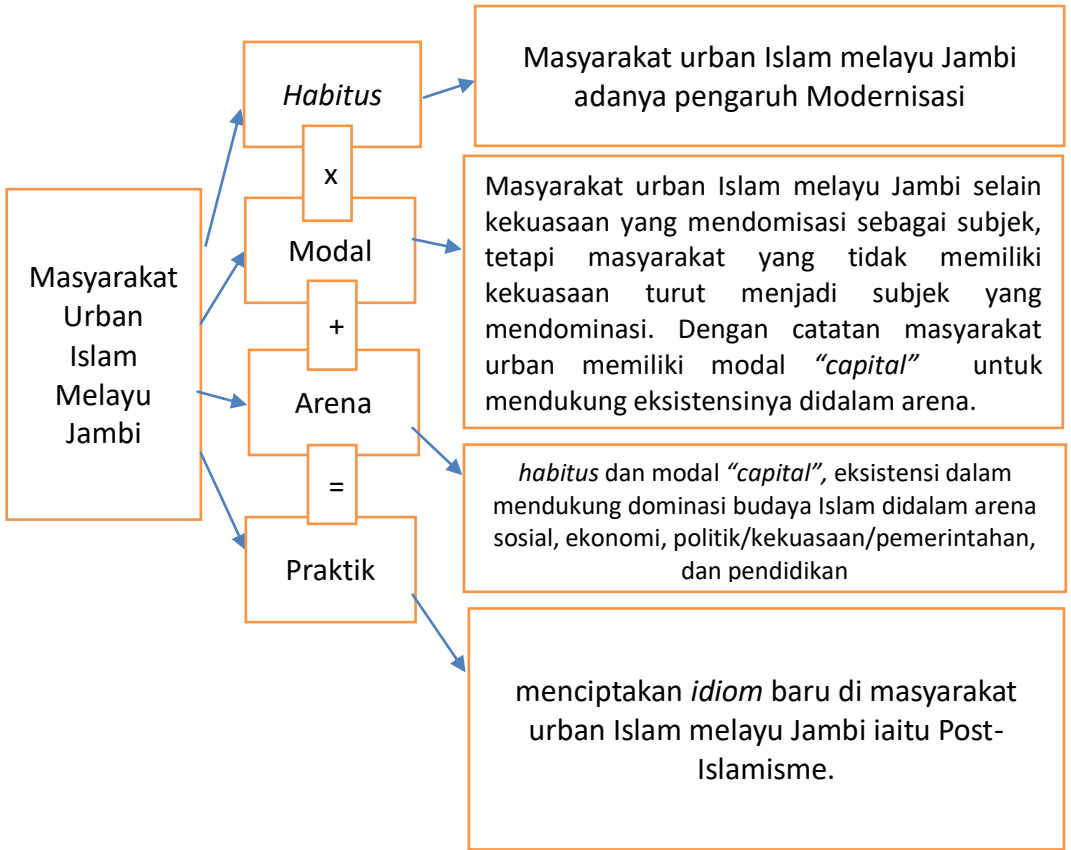 Masyarakat
Urban
Islam
Melayu
Jambi
Habitus
x
Modal
+
Arena
=
Praktik
Masyarakat urban Islam melayu Jambi
adanya pengaruh Modernisasi
Masyarakat urban Islam melayu Jambi selain
kekuasaan yang mendomisasi sebagai subjek,
tetapi masyarakat yang tidak memiliki
kekuasaan turut menjadi subjek yang
mendominasi. Dengan catatan masyarakat
urban memiliki modal “capital” untuk
mendukung eksistensinya didalam arena.
habitus dan modal “capital”, eksistensi dalam
mendukung dominasi budaya Islam didalam arena
sosial, ekonomi, politik/kekuasaan/pemerintahan,
dan pendidikan
menciptakan idiom baru di masyarakat
urban Islam melayu Jambi iaitu Post-
Islamisme.